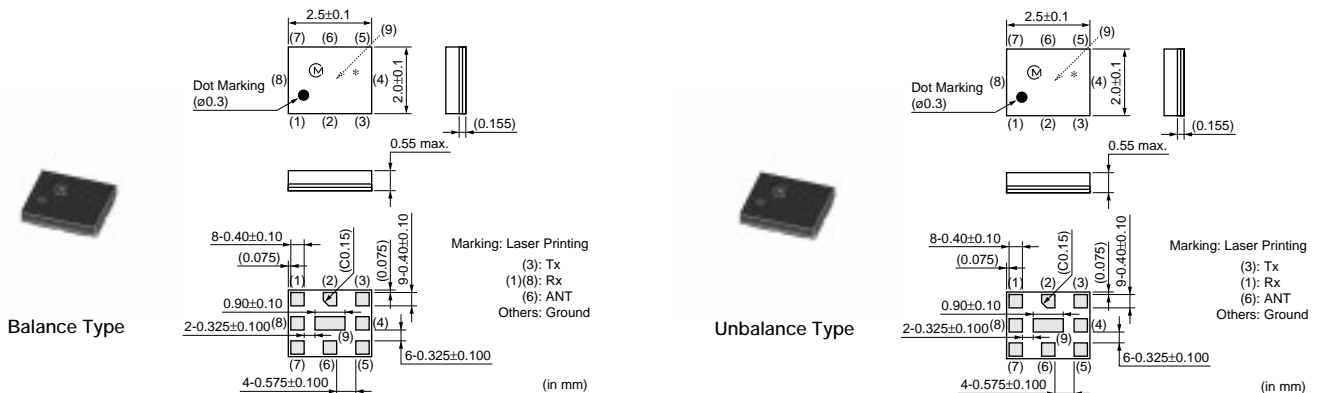 2.5±0.1
(7) (6) (5) (9)
Dot Marking
(ø0.3)
(8) M * (4)
2.0±0.1
(1) (2) (3)
(0.155)
0.55 max.
8-0.40±0.10
(0.075)
(C0.15)
(0.075)
9-0.40±0.10
(1) (2) (3)
0.90±0.10
(8) (4)
2-0.325±0.100
(9)
(7) (6) (5)
6-0.325±0.100
4-0.575±0.100
Marking: Laser Printing
(3): Tx
(1)(8): Rx
(6): ANT
Others: Ground
Balance Type
(in mm)
2.5±0.1
(7) (6) (5) (9)
Dot Marking
(ø0.3)
(8) M * (4)
2.0±0.1
(1) (2) (3)
(0.155)
0.55 max.
8-0.40±0.10
(0.075)
(C0.15)
(0.075)
9-0.40±0.10
(1) (2) (3)
0.90±0.10
(8) (4)
2-0.325±0.100
(9)
(7) (6) (5)
6-0.325±0.100
4-0.575±0.100
Marking: Laser Printing
(3): Tx
(1): Rx
(6): ANT
Others: Ground
Unbalance Type
(in mm)